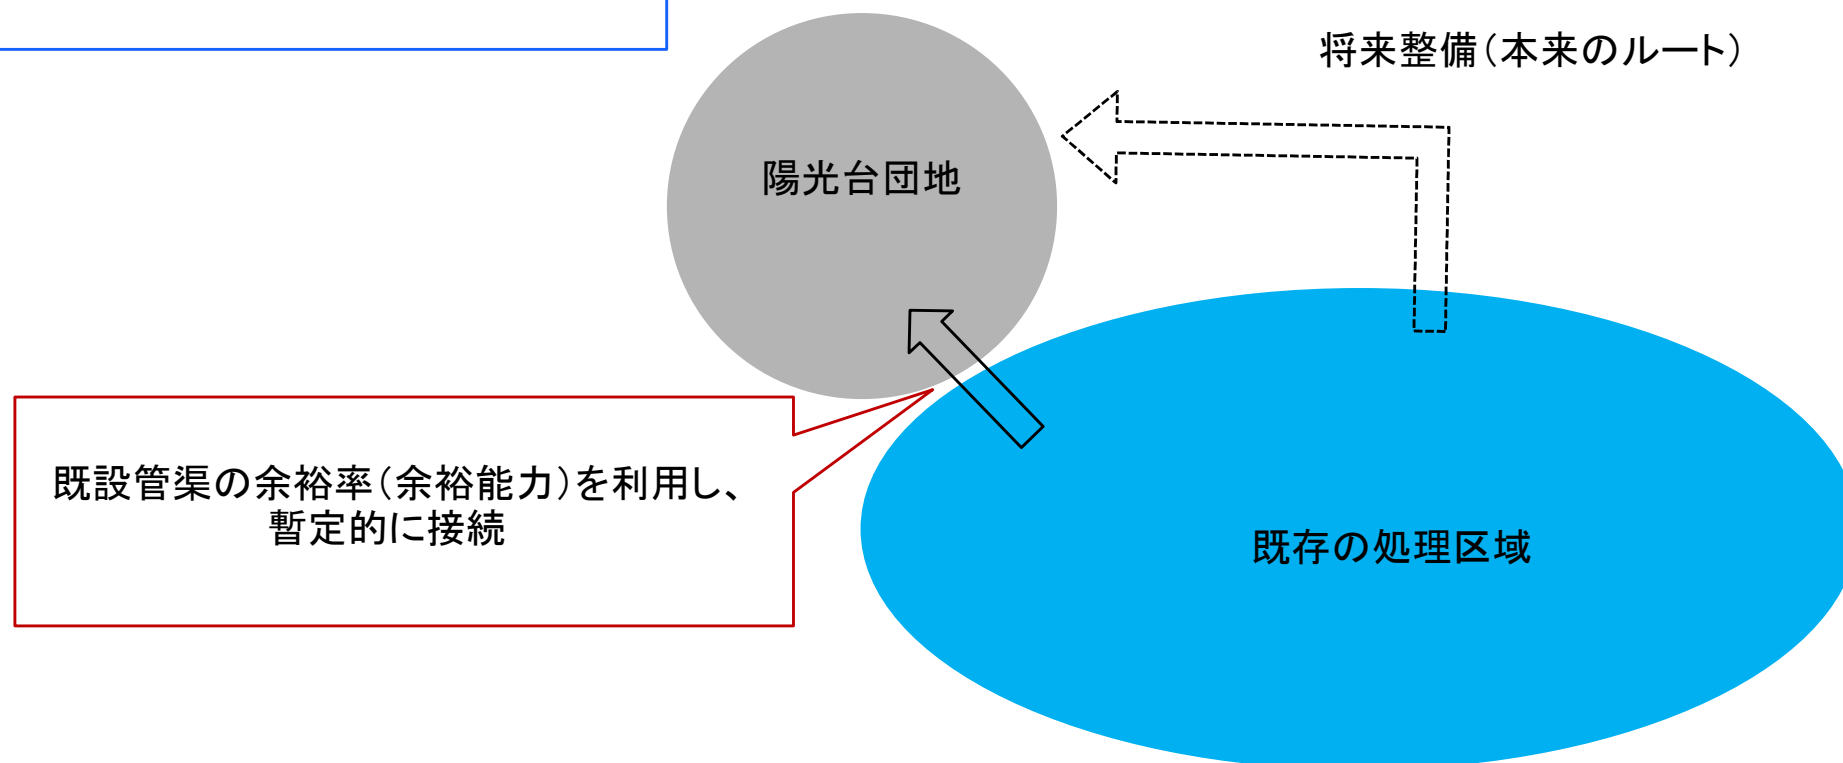 将来整備（本来のルート）
陽光台団地
既設管渠の余裕率（余裕能力）を利用し、
暫定的に接続
既存の処理区域